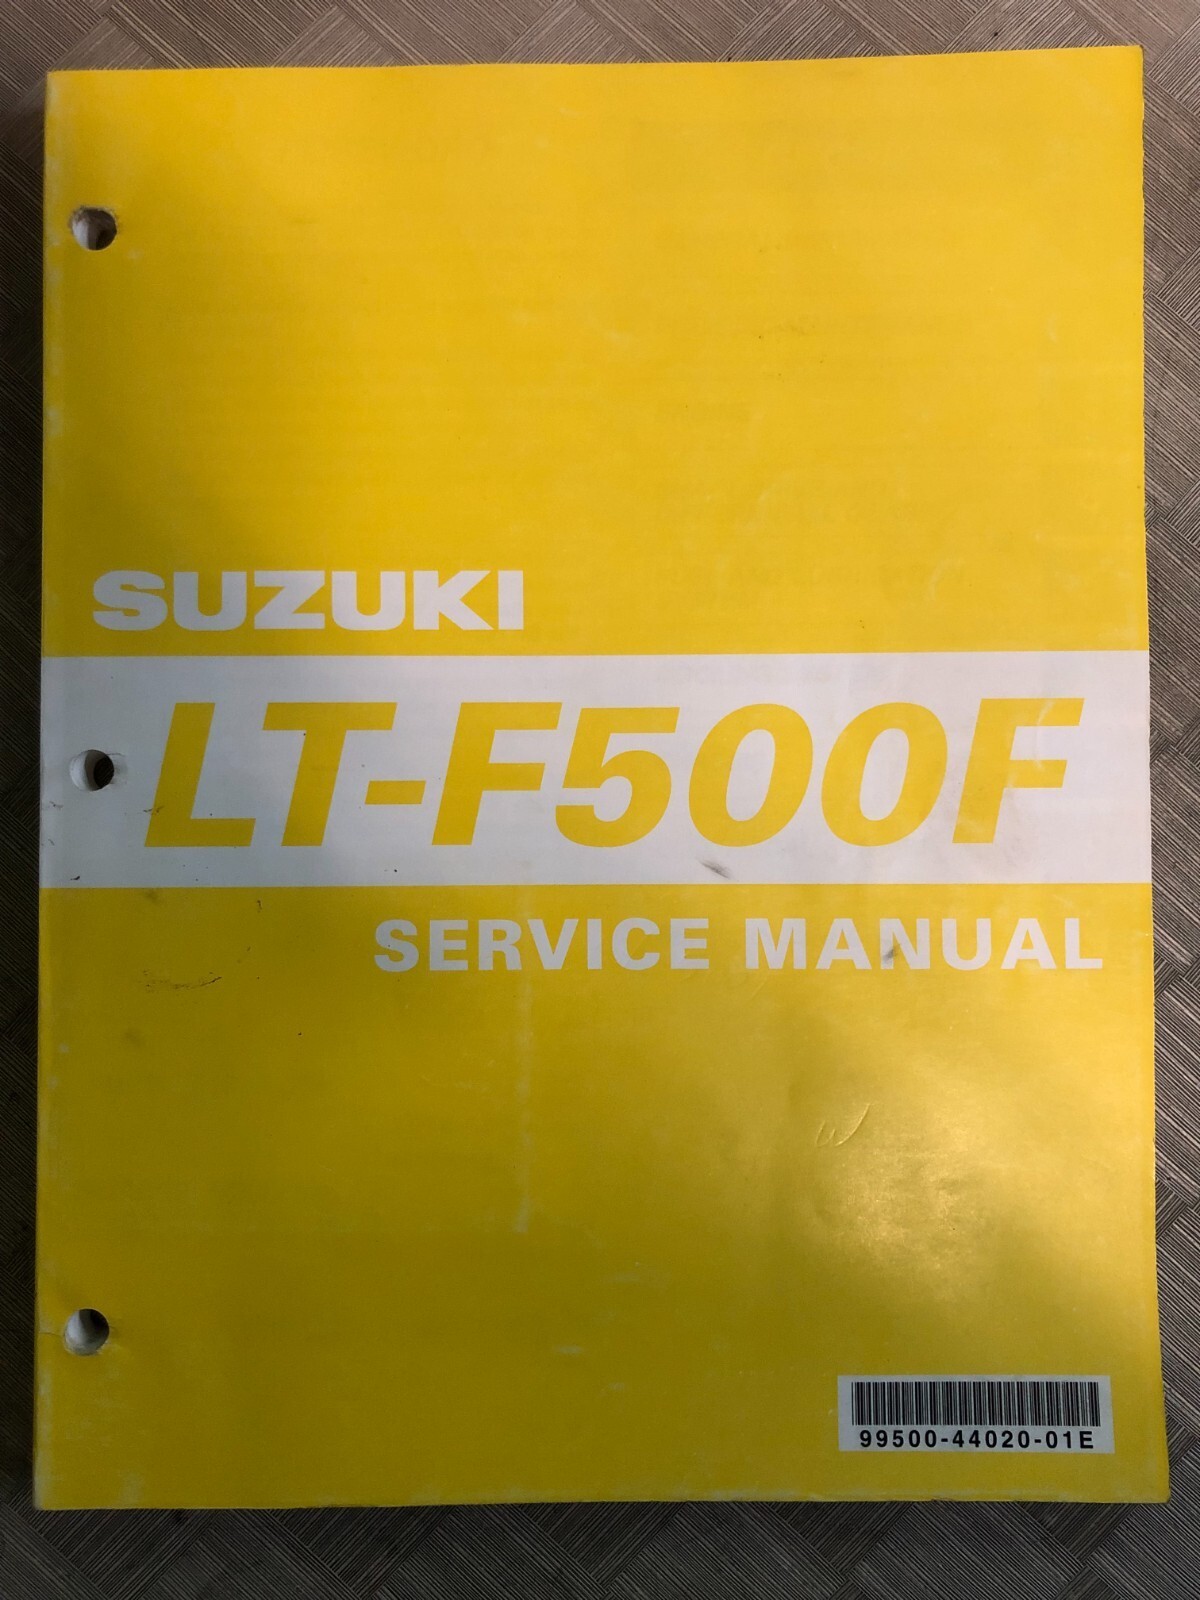 SUZUKI
LT-F500F
SERVICE MANUAL
W
99500-44020-01E